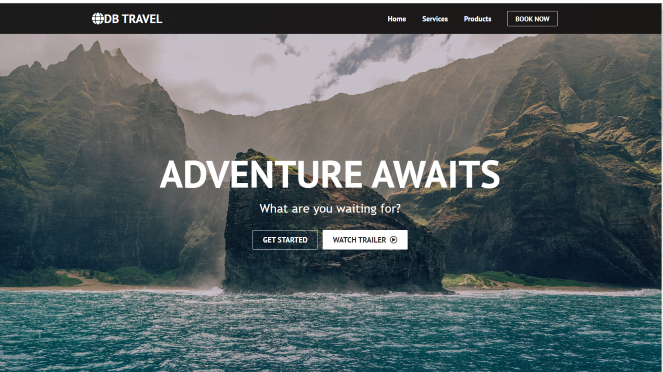 DB TRAVEL
Home Services Products BOOK NOW
ADVENTURE AWAITS
What are you waiting for?
GET STARTED WATCH TRAILER